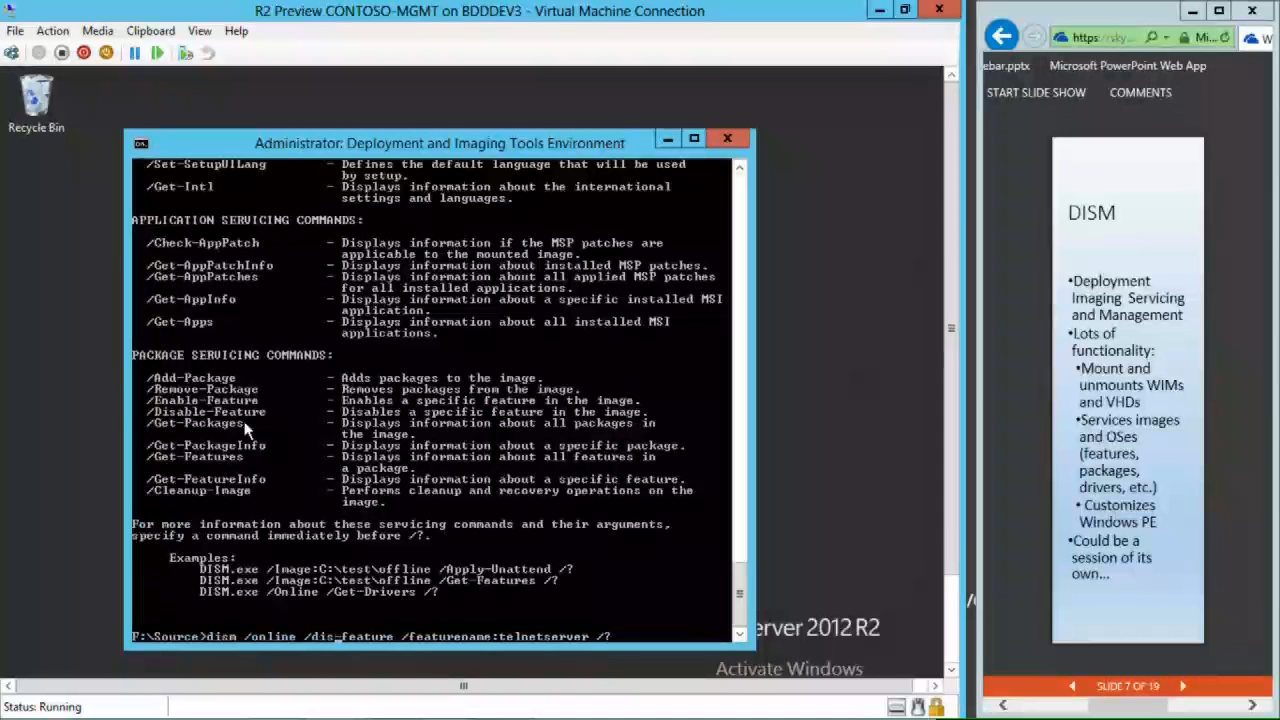 R2 Preview CONTOSO-MGMT on BDDDEV3 - Virtual Machine Connection
File Action Media Clipboard View Help
Recycle Bin
Administrator: Deployment and Imaging Tools Environment
/Set-SetupUILang - Defines the default language that will be used
by setup.
/Get-Intl - Displays information about the international
settings and languages.
APPLICATION SERVICING COMMANDS:
/Check-AppPatch - Displays information if the MSP patches are
applicable to the mounted image.
/Get-AppPatchInfo - Displays information about installed MSP patches.
/Get-AppPatches - Displays information about all applied MSP patches
for all installed applications.
/Get-AppInfo - Displays information about a specific installed MSI
application.
/Get-Apps - Displays information about all installed MSI
applications.
PACKAGE SERVICING COMMANDS:
/Add-Package - Adds packages to the image.
/Remove-Package - Removes packages from the image.
/Enable-Feature - Enables a specific feature in the image.
/Disable-Feature - Disables a specific feature in the image.
/Get-Packages - Displays information about all packages in
the image.
/Get-PackageInfo - Displays information about a specific package.
/Get-Features - Displays information about all features in
a package.
/Get-FeatureInfo - Displays information about a specific feature.
/Cleanup-Image - Performs cleanup and recovery operations on the
image.
For more information about these servicing commands and their arguments,
specify a command immediately before /?.
Examples:
DISM.exe /Image:C:\test\offline /Apply-Unattend /?
DISM.exe /Image:C:\test\offline /Get-Features /?
DISM.exe /Online /Get-Drivers /?
F:\Source>dism /online /dis-feature /featurename:telnetserver /?
erver 2012 R2
Activate Windows
Status: Running
https://sky
Mi...
W
ebar.pptx Microsoft PowerPoint Web App
START SLIDE SHOW COMMENTS
DISM
•Deployment
Imaging Servicing
and Management
•Lots of
functionality:
•Mount and
unmounts WIMs
and VHDs
•Services images
and OSes
(features,
packages,
drivers, etc.)
• Customizes
Windows PE
•Could be a
session of its
own...
SLIDE 7 OF 19